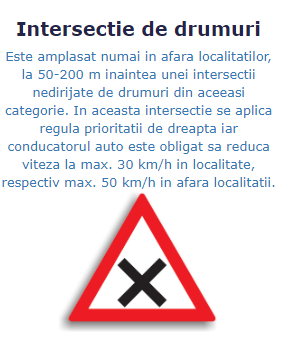 Intersectie de drumuri
Este amplasat numai in afara localitatilor,
la 50-200 m inaintea unei intersectii
nedirijate de drumuri din aceeasi
categorie. In aceasta intersectie se aplica
regula prioritatii de dreapta iar
conducatorul auto este obligat sa reduca
viteza la max. 30 km/h in localitate,
respectiv max. 50 km/h in afara localitatii.